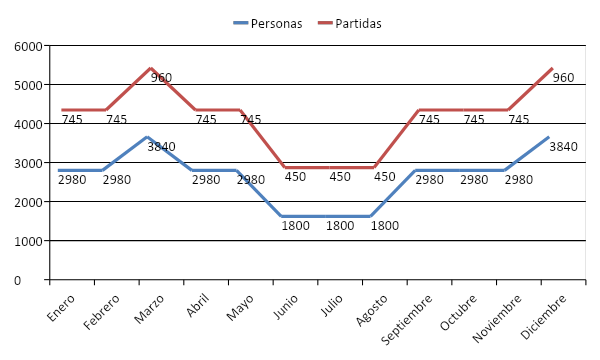 Personas Partidas
6000
5000
4000
3000
2000
1000
0
960 960
745 745 745 745 745 745 745
450 450 450
3840 3840
2980 2980 2980 2980 2980 2980 2980
1800 1800 1800
Enero Febrero Marzo Abril Mayo Junio Julio Agosto Septiembre Octubre Noviembre Diciembre